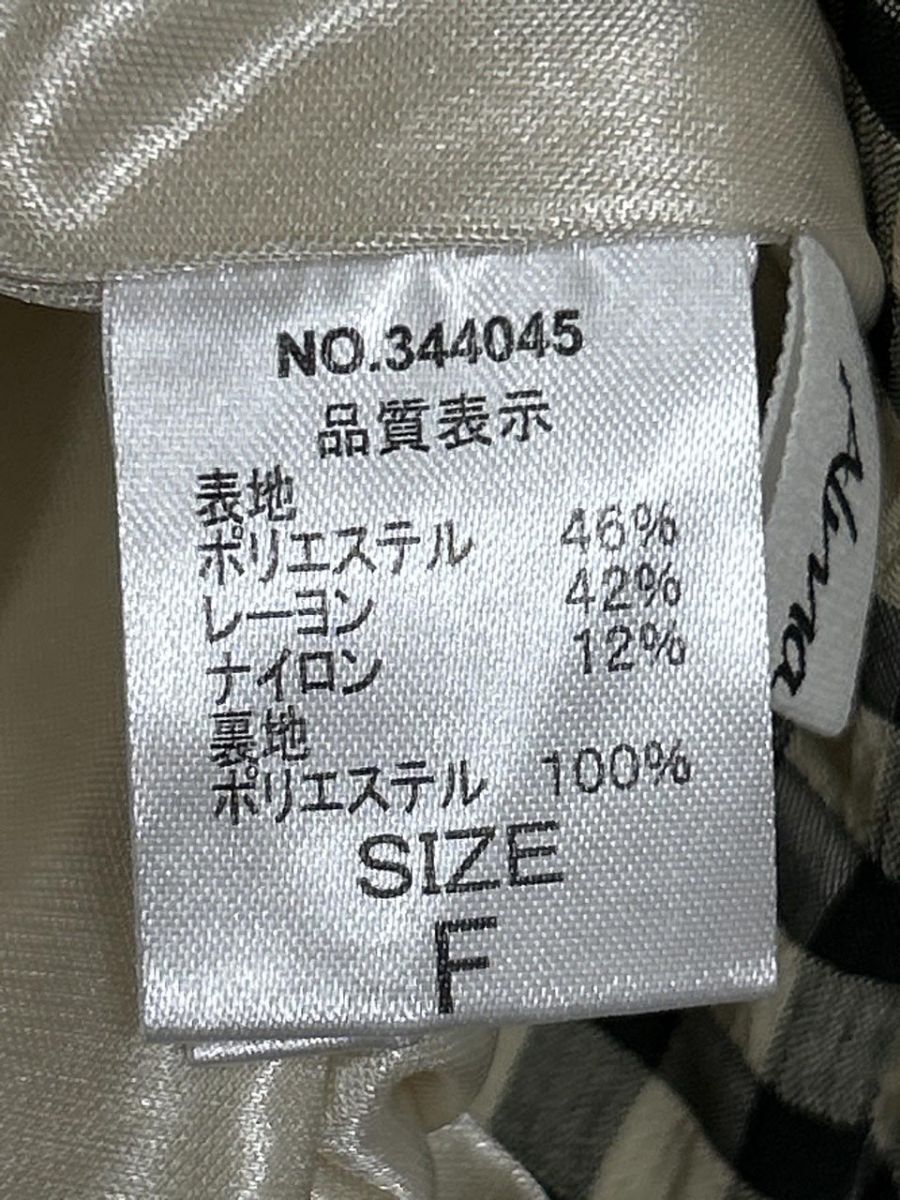 NO.344045
品質表示
表地
ポリエステル 46%
レーヨン 42%
ナイロン 12%
裏地
ポリエステル 100%
SIZE
F